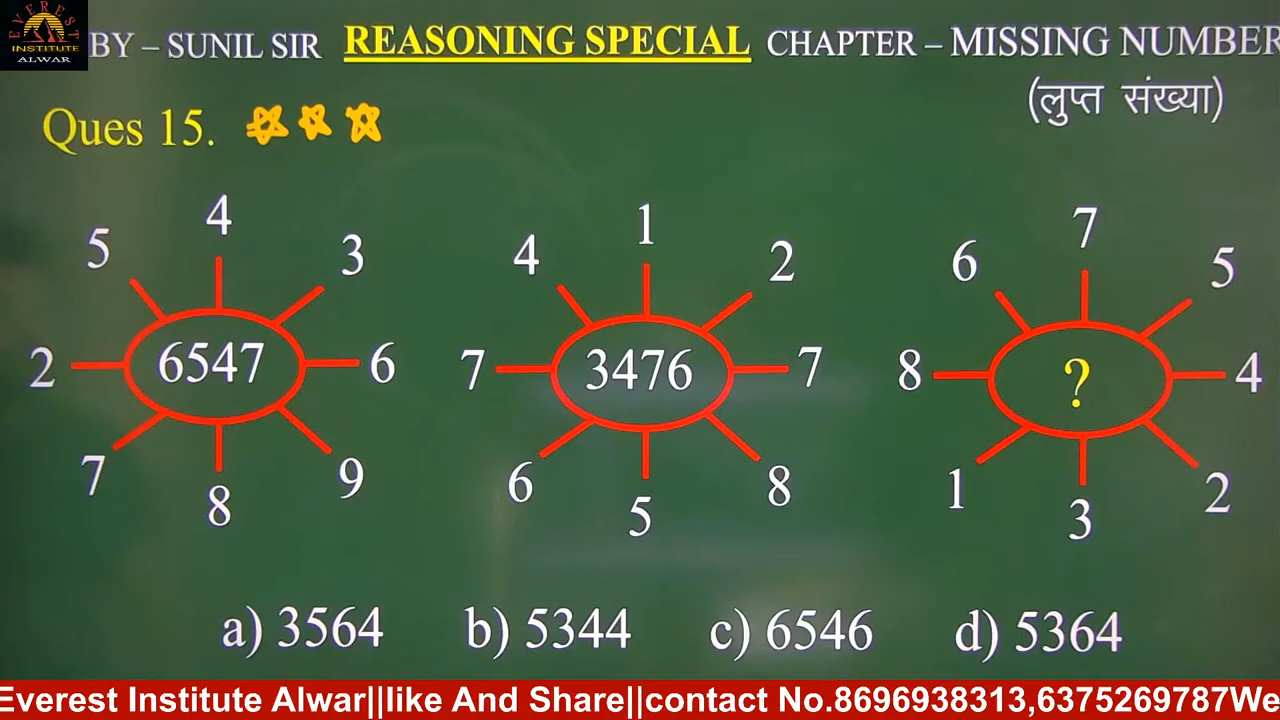 EVEREST
INSTITUTE
ALWAR
BY – SUNIL SIR REASONING SPECIAL CHAPTER – MISSING NUMBER
(लुप्त संख्या)
Ques 15.
5 4 3
2 6547 6
7 8 9
4 1 2
7 3476 7
6 5 8
6 7 5
8 ? 4
1 3 2
a) 3564 b) 5344 c) 6546 d) 5364
Everest Institute Alwar||like And Share||contact No.8696938313,6375269787We